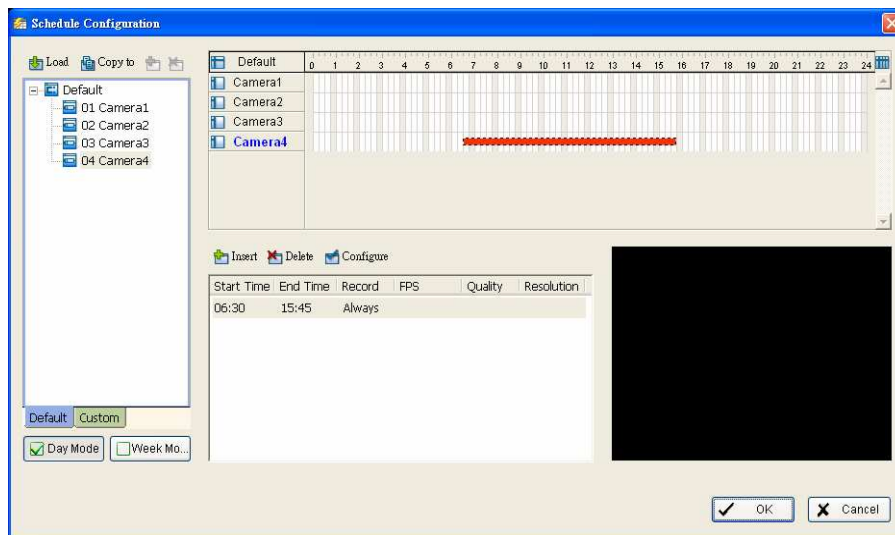 Schedule Configuration
Load Copy to
Default
01 Camera1
02 Camera2
03 Camera3
04 Camera4
Default Custom
Day Mode Week Mo...
Default 0 1 2 3 4 5 6 7 8 9 10 11 12 13 14 15 16 17 18 19 20 21 22 23 24
Camera1
Camera2
Camera3
Camera4
Insert Delete Configure
Start Time End Time Record FPS Quality Resolution
06:30 15:45 Always
OK Cancel